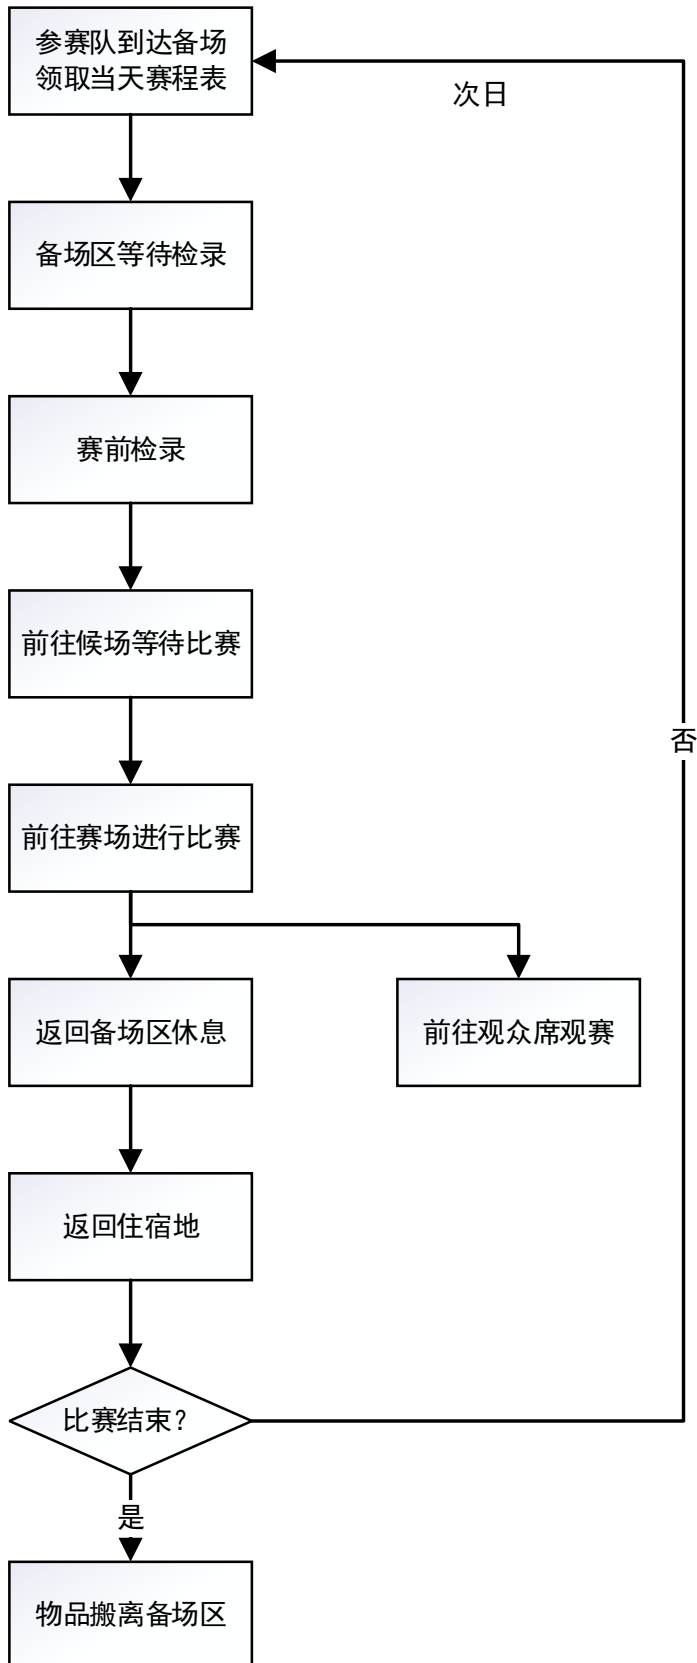 参赛队到达备场
领取当天赛程表
次日
备场区等待检录
赛前检录
前往候场等待比赛
否
前往赛场进行比赛
返回备场区休息
前往观众席观赛
返回住宿地
比赛结束?
是
物品搬离备场区